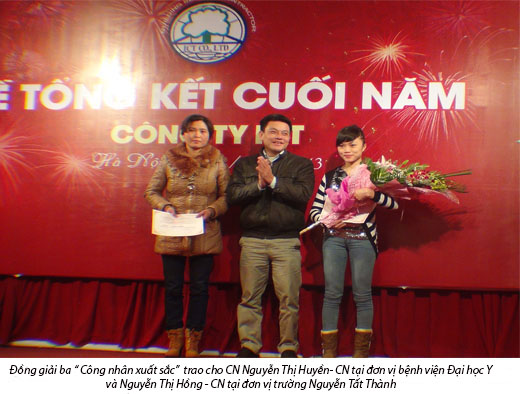 ICT CO., LTD
TỔNG KẾT CUỐI NĂM
CÔNG TY
Đồng giải ba “ Công nhân xuất sắc” trao cho CN Nguyễn Thị Huyền- CN tại đơn vị bệnh viện Đại học Y
và Nguyễn Thị Hồng - CN tại đơn vị trường Nguyễn Tất Thành